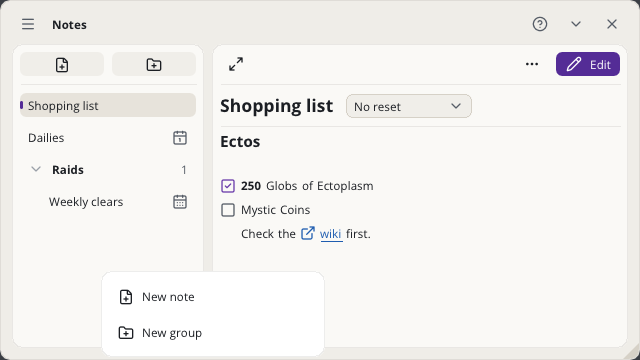 Notes
Edit
Shopping list
Dailies
Raids 1
Weekly clears
Shopping list No reset
Ectos
250 Globs of Ectoplasm
Mystic Coins
Check the wiki first.
New note
New group